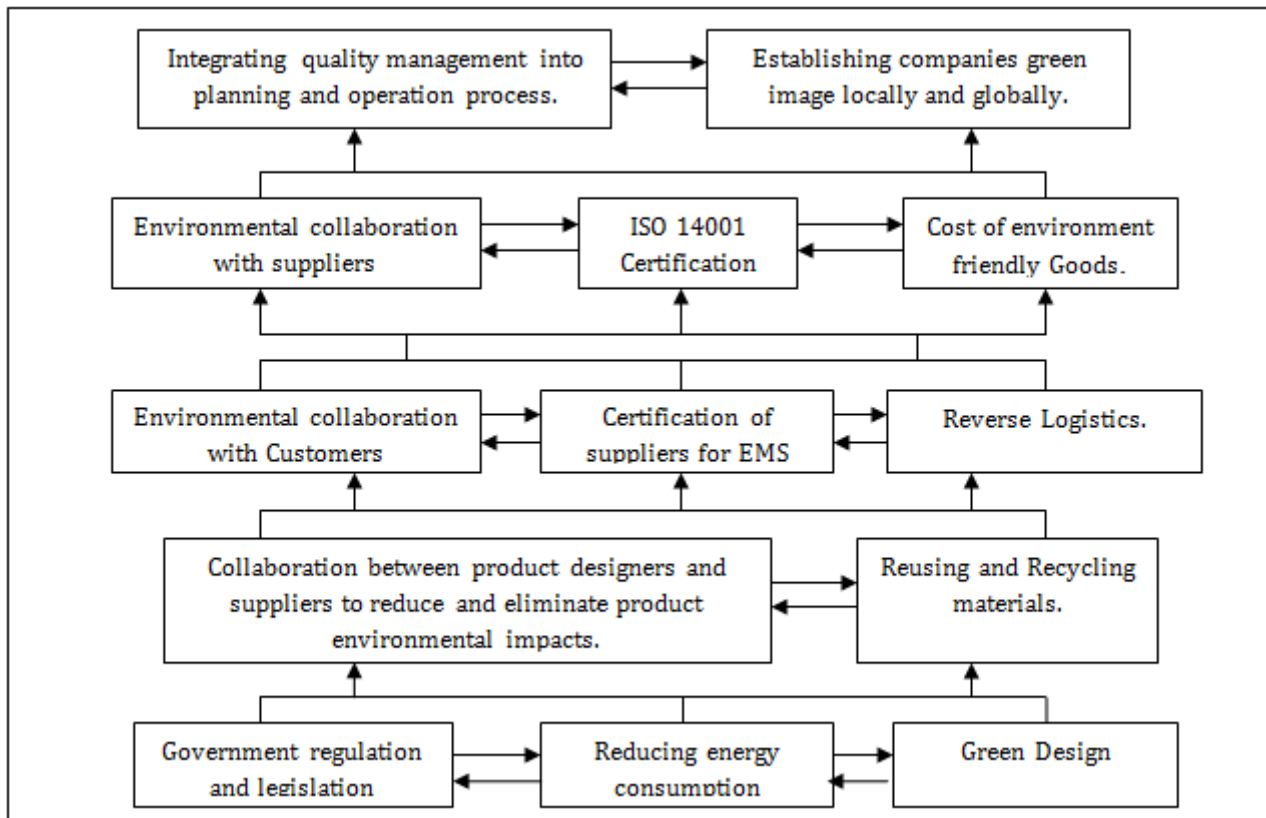 Integrating quality management into
planning and operation process.
Establishing companies green
image locally and globally.
Environmental collaboration
with suppliers
ISO 14001
Certification
Cost of environment
friendly Goods.
Environmental collaboration
with Customers
Certification of
suppliers for EMS
Reverse Logistics.
Collaboration between product designers and
suppliers to reduce and eliminate product
environmental impacts.
Reusing and Recycling
materials.
Government regulation
and legislation
Reducing energy
consumption
Green Design